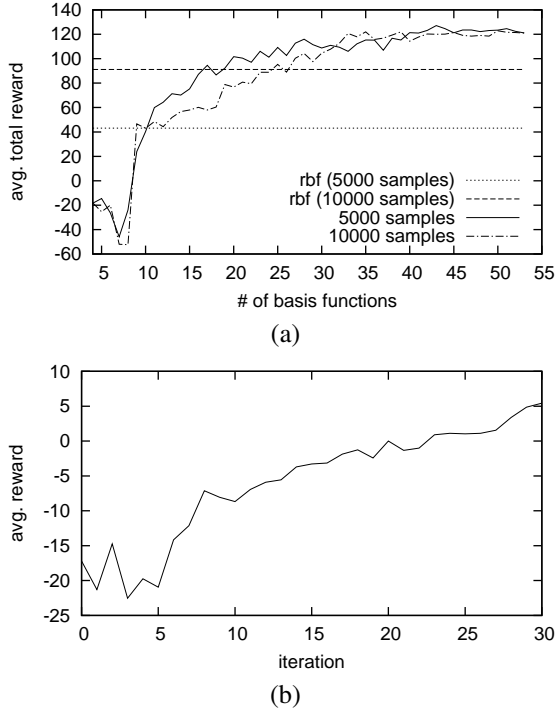 140
120
100
80
60
40
20
0
-20
-40
-60
avg. total reward
rbf (5000 samples)
rbf (10000 samples)
5000 samples
10000 samples
5 10 15 20 25 30 35 40 45 50 55
# of basis functions
(a)
10
5
0
-5
-10
-15
-20
-25
avg. reward
0 5 10 15 20 25 30
iteration
(b)